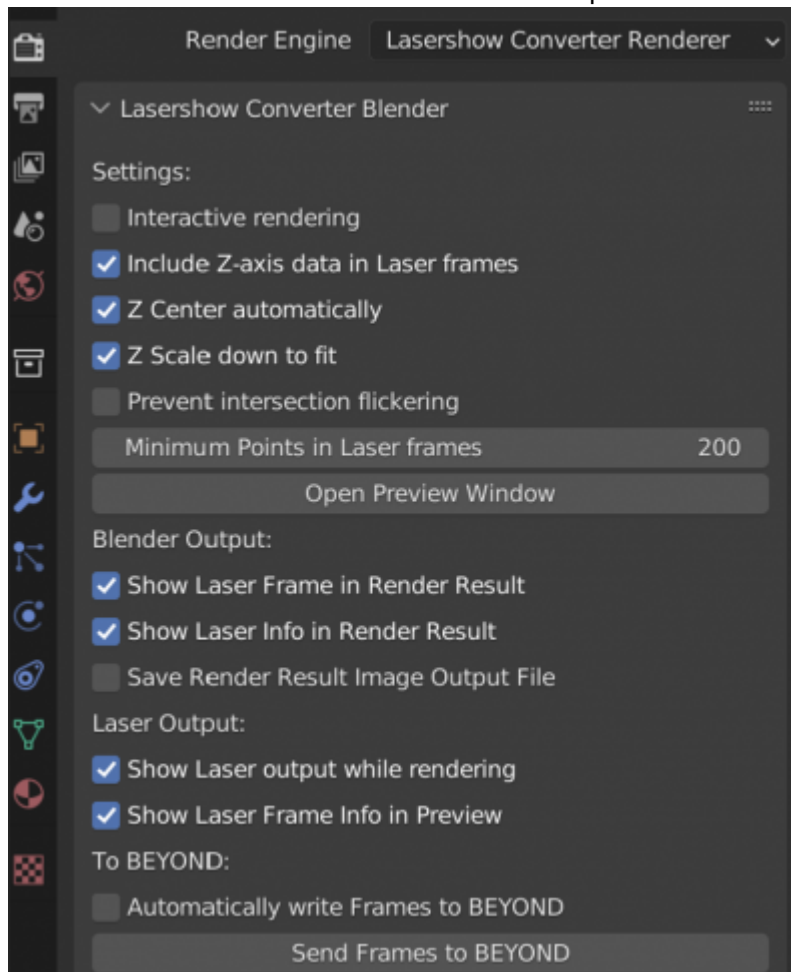 Render Engine Lasershow Converter Renderer
Lasershow Converter Blender
Settings:
Interactive rendering
Include Z-axis data in Laser frames
Z Center automatically
Z Scale down to fit
Prevent intersection flickering
Minimum Points in Laser frames 200
Open Preview Window
Blender Output:
Show Laser Frame in Render Result
Show Laser Info in Render Result
Save Render Result Image Output File
Laser Output:
Show Laser output while rendering
Show Laser Frame Info in Preview
To BEYOND:
Automatically write Frames to BEYOND
Send Frames to BEYOND